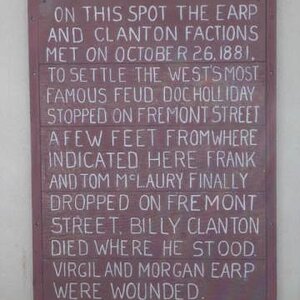 ON THIS SPOT THE EARP
AND CLANTON FACTIONS
MET ON OCTOBER 26, 1881,
TO SETTLE THE WEST'S MOST
FAMOUS FEUD. DOC HOLLIDAY
STOPPED ON FREMONT STREET
A FEW FEET FROM WHERE
INDICATED HERE FRANK
AND TOM McLAURY FINALLY
DROPPED ON FREMONT
STREET. BILLY CLANTON
DIED WHERE HE STOOD.
VIRGIL AND MORGAN EARP
WERE WOUNDED.